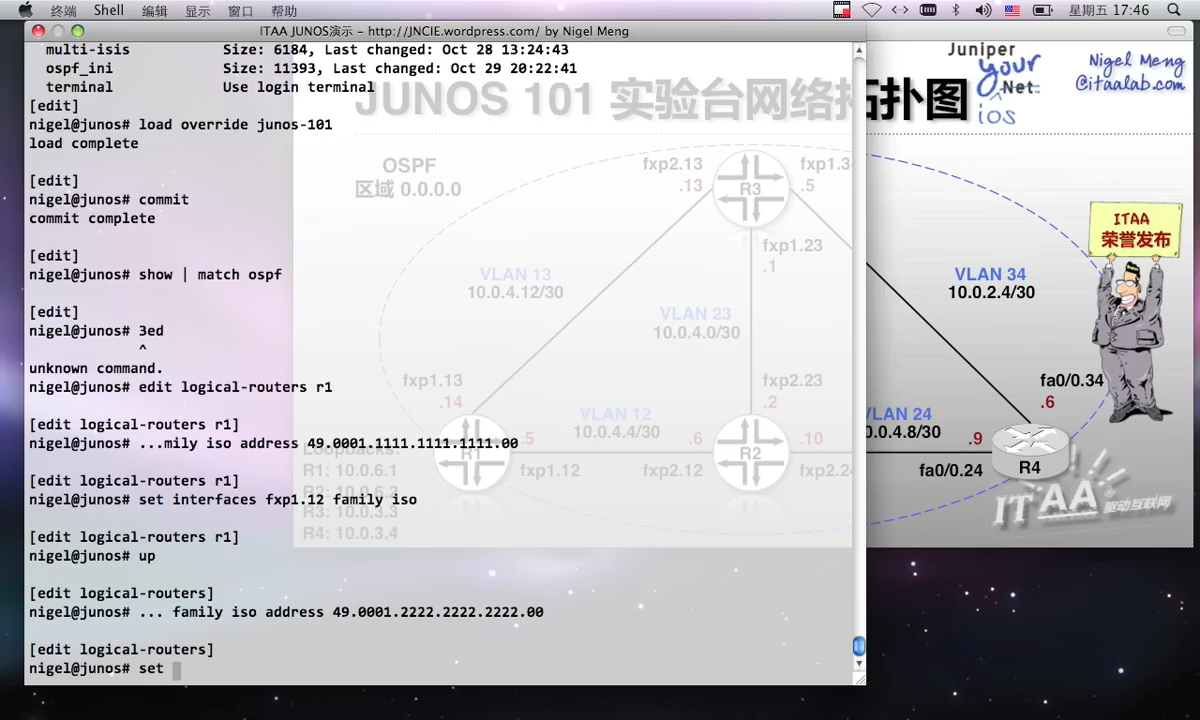 终端 Shell 编辑 显示 窗口 帮助 星期五 17:46
ITAA JUNOS演示 - http://JNCIE.wordpress.com/ by Nigel Meng
multi-isis Size: 6184, Last changed: Oct 28 13:24:43
ospf_ini Size: 11393, Last changed: Oct 29 20:22:41
terminal Use login terminal
[edit]
nigel@junos# load override junos-101
load complete
[edit]
nigel@junos# commit
commit complete
[edit]
nigel@junos# show | match ospf
[edit]
nigel@junos# 3ed
^
unknown command.
nigel@junos# edit logical-routers r1
[edit logical-routers r1]
nigel@junos# ...mily iso address 49.0001.1111.1111.1111.00
[edit logical-routers r1]
nigel@junos# set interfaces fxp1.12 family iso
[edit logical-routers r1]
nigel@junos# up
[edit logical-routers]
nigel@junos# ... family iso address 49.0001.2222.2222.2222.00
[edit logical-routers]
nigel@junos# set
JUNOS 101 实验台网络拓扑图
Juniper
your
Net
ios
Nigel Meng
@itaalab.com
OSPF
区域 0.0.0.0
fxp2.13
.13
R3
fxp1.3
.5
fxp1.23
.1
VLAN 13
10.0.4.12/30
VLAN 23
10.0.4.0/30
VLAN 34
10.0.2.4/30
ITAA
荣誉发布
fxp1.13
.14
fxp2.23
.2
fa0/0.34
.6
VLAN 12
10.0.4.4/30
VLAN 24
0.0.4.8/30
R1
.5
fxp1.12
.6
fxp2.12
R2
.10
fxp2.2
.9
fa0/0.24
R4
Loopbacks:
R1: 10.0.6.1
R3: 10.0.3.3
R4: 10.0.3.4
ITAA® 驱动互联网